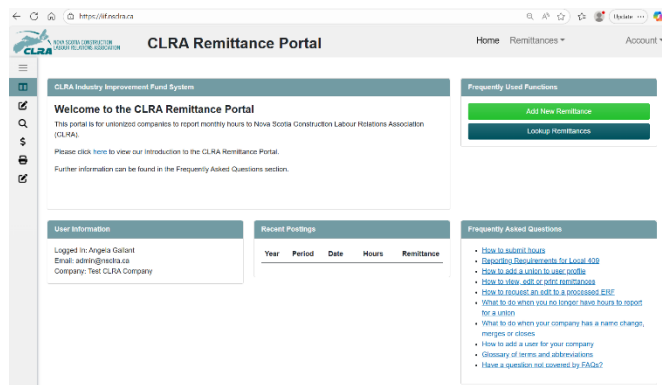 https://iif.nsclra.ca
Update
CLRA
NOVA SCOTIA CONSTRUCTION
LABOUR RELATIONS ASSOCIATION
CLRA Remittance Portal
Home
Remittances
Account
CLRA Industry Improvement Fund System
Welcome to the CLRA Remittance Portal
This portal is for unionized companies to report monthly hours to Nova Scotia Construction Labour Relations Association
(CLRA).
Please click here to view our Introduction to the CLRA Remittance Portal.
Further information can be found in the Frequently Asked Questions section.
Frequently Used Functions
Add New Remittance
Lookup Remittances
User Information
Logged In: Angela Gallant
Email: admin@nsclra.ca
Company: Test CLRA Company
Recent Postings
Year Period Date Hours Remittance
Frequently Asked Questions
How to submit hours
Reporting Requirements for Local 409
How to add a union to user profile
How to view, edit or print remittances
How to request an edit to a processed ERF
What to do when you no longer have hours to report
for a union
What to do when your company has a name change,
merges or closes
How to add a user for your company
Glossary of terms and abbreviations
Have a question not covered by FAQs?